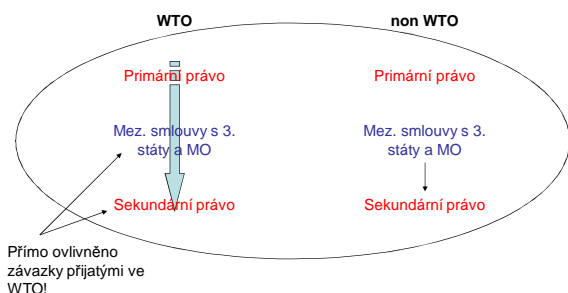 WTO
non WTO
Primární právo
Primární právo
Mez. smlouvy s 3.
státy a MO
Mez. smlouvy s 3.
státy a MO
Sekundární právo
Sekundární právo
Přímo ovlivněno
závazky přijatými ve
WTO!